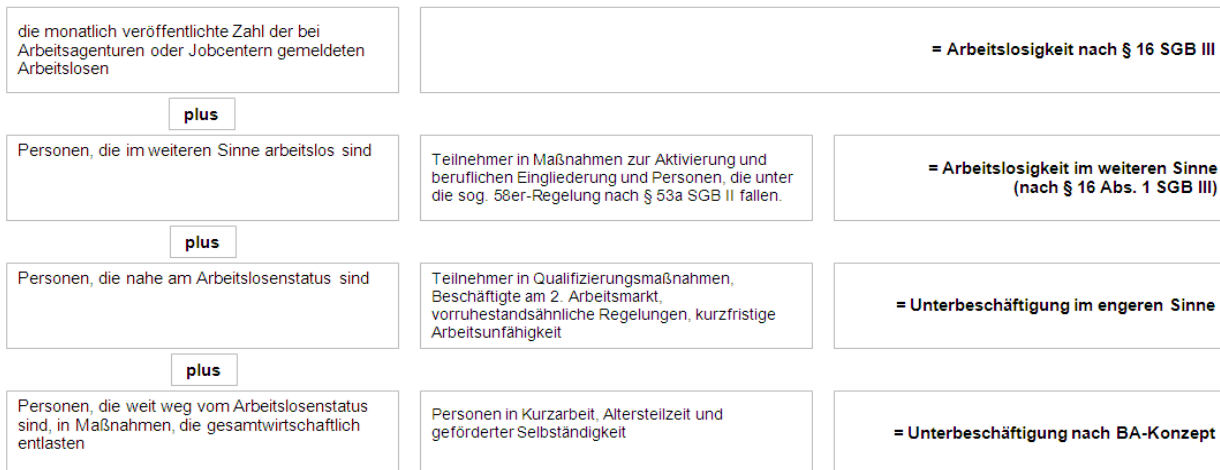 die monatlich veröffentlichte Zahl der bei
Arbeitsagenturen oder Jobcentern gemeldeten
Arbeitslosen
= Arbeitslosigkeit nach § 16 SGB III
plus
Personen, die im weiteren Sinne arbeitslos sind
Teilnehmer in Maßnahmen zur Aktivierung und
beruflichen Eingliederung und Personen, die unter
die sog. 58er-Regelung nach § 53a SGB II fallen.
= Arbeitslosigkeit im weiteren Sinne
(nach § 16 Abs. 1 SGB III)
plus
Personen, die nahe am Arbeitslosenstatus sind
Teilnehmer in Qualifizierungsmaßnahmen,
Beschäftigte am 2. Arbeitsmarkt,
vorruhestandsähnliche Regelungen, kurzfristige
Arbeitsunfähigkeit
= Unterbeschäftigung im engeren Sinne
plus
Personen, die weit weg vom Arbeitslosenstatus
sind, in Maßnahmen, die gesamtwirtschaftlich
entlasten
Personen in Kurzarbeit, Altersteilzeit und
geförderter Selbständigkeit
= Unterbeschäftigung nach BA-Konzept